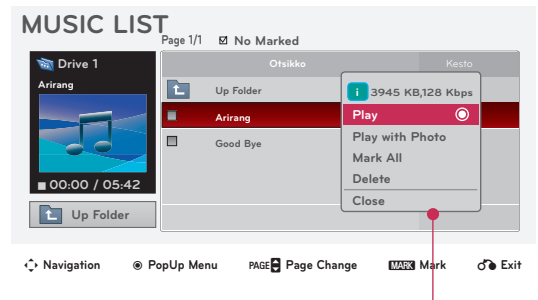 MUSIC LIST
Page 1/1 No Marked
Drive 1
Arirang
00:00 / 05:42
Up Folder
Otsikko Kesto
Up Folder
Arirang
Good Bye
i 3945 KB,128 Kbps
Play
Play with Photo
Mark All
Delete
Close
Navigation PopUp Menu PAGE Page Change MARK Mark Exit